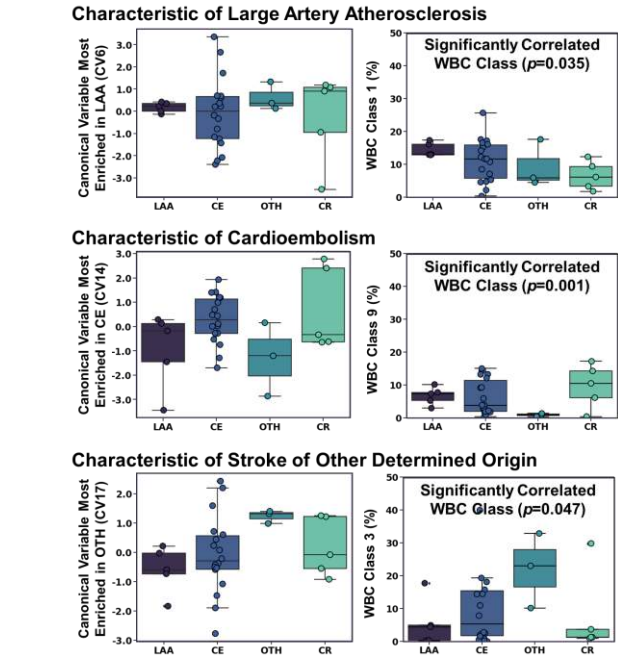 Characteristic of Large Artery Atherosclerosis
Canonical Variable Most
Enriched in LAA (CV6)
3.0
2.0
1.0
0.0
-1.0
-2.0
-3.0
LAA CE OTH CR
WBC Class 1 (%)
50
40
30
20
10
0
Significantly Correlated
WBC Class (p=0.035)
LAA CE OTH CR
Characteristic of Cardioembolism
Canonical Variable Most
Enriched in CE (CV14)
3.0
2.0
1.0
0.0
-1.0
-2.0
-3.0
LAA CE OTH CR
WBC Class 9 (%)
50
40
30
20
10
0
Significantly Correlated
WBC Class (p=0.001)
LAA CE OTH CR
Characteristic of Stroke of Other Determined Origin
Canonical Variable Most
Enriched in OTH (CV17)
2.0
1.0
0.0
-1.0
-2.0
-3.0
LAA CE OTH CR
WBC Class 3 (%)
50
40
30
20
10
0
Significantly Correlated
WBC Class (p=0.047)
LAA CE OTH CR